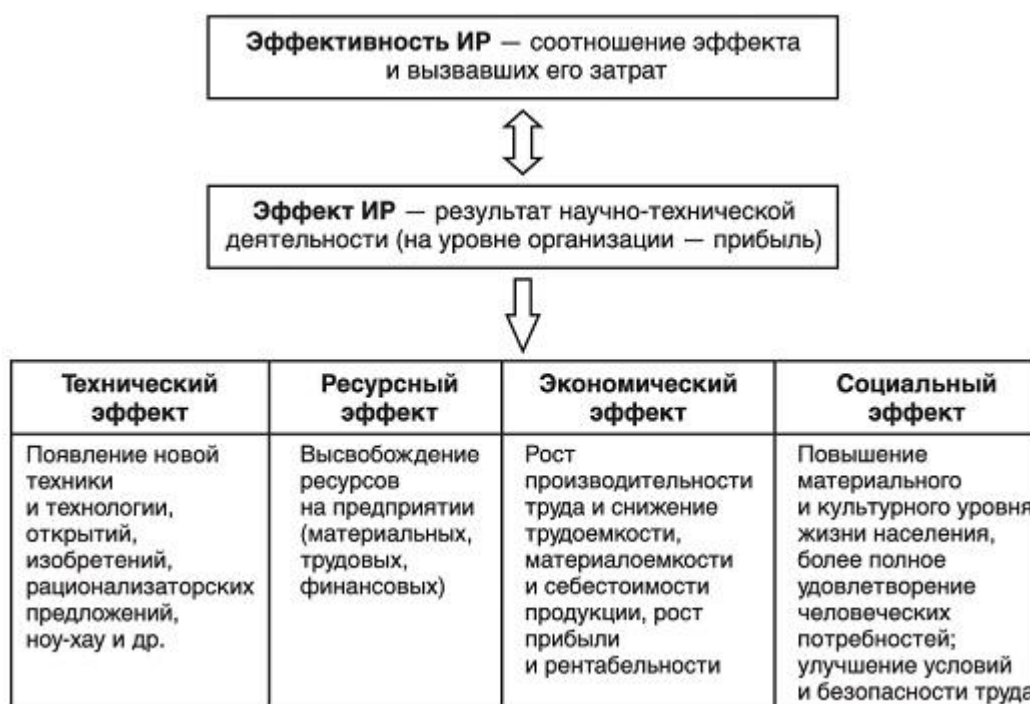 Эффективность ИР — соотношение эффекта
и вызвавших его затрат
Эффект ИР — результат научно-технической
деятельности (на уровне организации — прибыль)
Технический
эффект
Появление новой
техники
и технологии,
открытий,
изобретений,
рационализаторских
предложений,
ноу-хау и др.
Ресурсный
эффект
Высвобождение
ресурсов
на предприятии
(материальных,
трудовых,
финансовых)
Экономический
эффект
Рост
производительности
труда и снижение
трудоемкости,
материалоемкости
и себестоимости
продукции, рост
прибыли
и рентабельности
Социальный
эффект
Повышение
материального
и культурного уровня
жизни населения,
более полное
удовлетворение
человеческих
потребностей;
улучшение условий
и безопасности труда